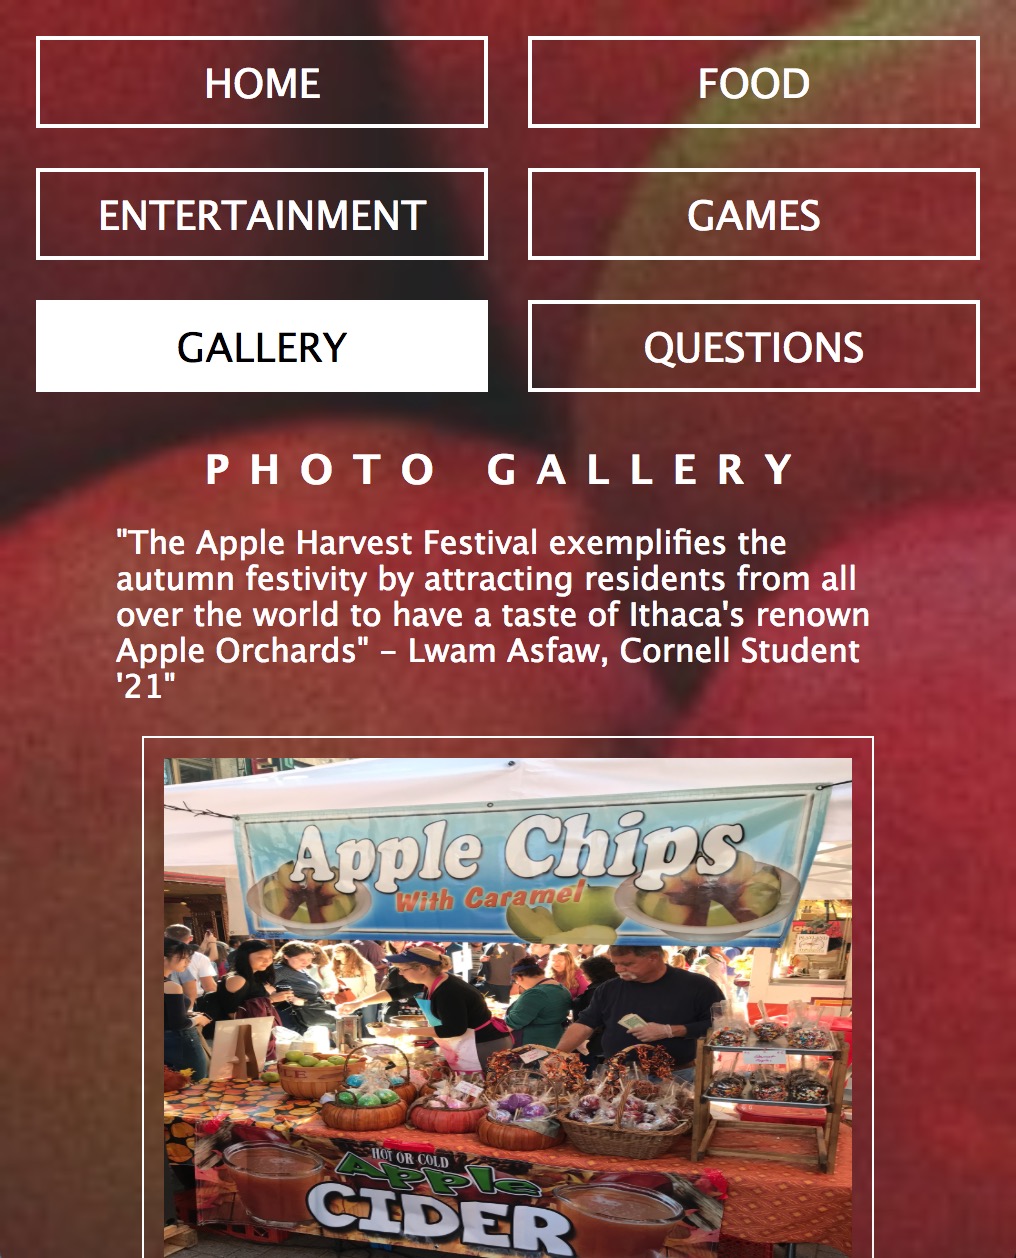 HOME
FOOD
ENTERTAINMENT
GAMES
GALLERY
QUESTIONS
PHOTO GALLERY
"The Apple Harvest Festival exemplifies the
autumn festivity by attracting residents from all
over the world to have a taste of Ithaca's renown
Apple Orchards" – Lwam Asfaw, Cornell Student
'21"
Apple Chips
With Caramel
HOT OR COLD
Apple
CIDER